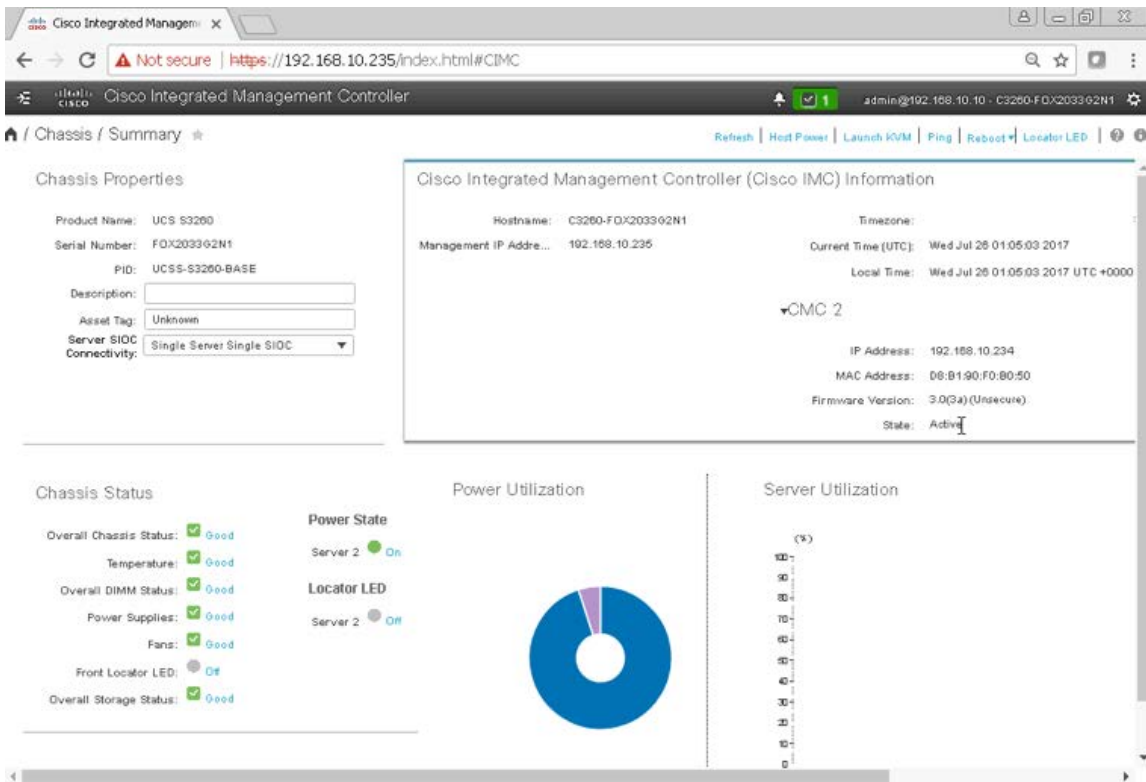 Cisco Integrated Managem
Not secure | https://192.168.10.235/index.html#CIMC
cisco Cisco Integrated Management Controller
1 admin@192.168.10.10 - C3260-FOX2033G2N1
/ Chassis / Summary
Refresh | Host Power | Launch KVM | Ping | Reboot | Locator LED |
Chassis Properties
Product Name: UCS S3260
Serial Number: FOX2033G2N1
PID: UCSS-S3260-BASE
Description:
Asset Tag: Unknown
Server SIOC Connectivity: Single Server Single SIOC
Cisco Integrated Management Controller (Cisco IMC) Information
Hostname: C3260-FOX2033G2N1
Management IP Addre... 192.168.10.235
Timezone:
Current Time (UTC): Wed Jul 26 01:05:03 2017
Local Time: Wed Jul 26 01:05:03 2017 UTC +0000
CMC 2
IP Address: 192.168.10.234
MAC Address: D8:B1:90:F0:B0:50
Firmware Version: 3.0(3a) (Unsecure)
State: Active
Chassis Status
Overall Chassis Status: Good
Temperature: Good
Overall DIMM Status: Good
Power Supplies: Good
Fans: Good
Front Locator LED: Off
Overall Storage Status: Good
Power State
Server 2 On
Locator LED
Server 2 Off
Power Utilization
Server Utilization
(%)
100
90
80
70
60
50
40
30
20
10
0